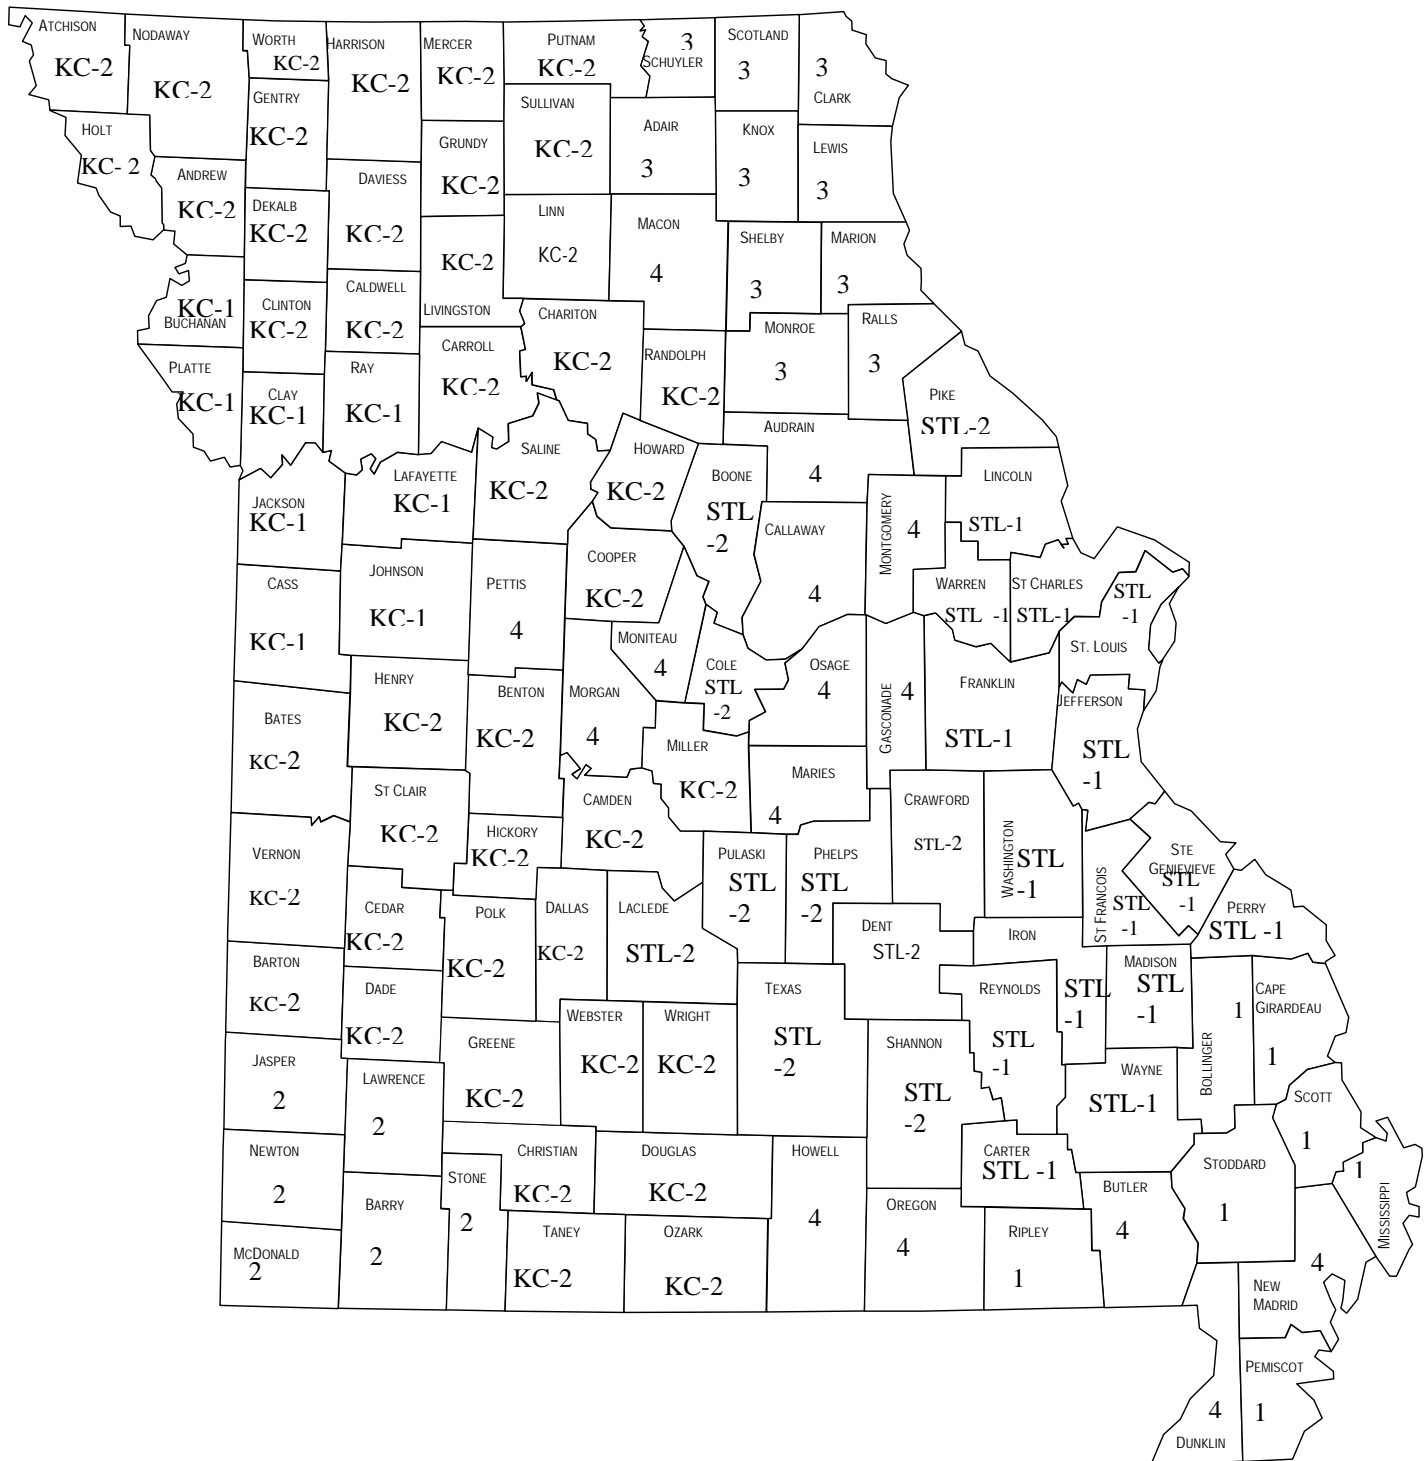 ATCHISON
KC-2
NODAWAY
KC-2
WORTH
KC-2
HARRISON
KC-2
MERCER
KC-2
PUTNAM
KC-2
3
SCHUYLER
SCOTLAND
3
3
CLARK
HOLT
KC- 2
GENTRY
KC-2
SULLIVAN
KC-2
ADAIR
3
KNOX
3
LEWIS
3
ANDREW
KC-2
DEKALB
KC-2
DAVIESS
KC-2
GRUNDY
KC-2
LINN
KC-2
MACON
4
SHELBY
3
MARION
3
KC-1
BUCHANAN
CLINTON
KC-2
CALDWELL
KC-2
KC-2
LIVINGSTON
CHARITON
KC-2
RANDOLPH
KC-2
MONROE
3
RALLS
3
PLATTE
KC-1
CLAY
KC-1
RAY
KC-1
CARROLL
KC-2
PIKE
STL-2
AUDRAIN
4
JACKSON
KC-1
LAFAYETTE
KC-1
SALINE
KC-2
HOWARD
KC-2
BOONE
STL
-2
CALLAWAY
4
MONTGOMERY
4
LINCOLN
STL-1
CASS
KC-1
JOHNSON
KC-1
PETTIS
4
COOPER
KC-2
MONITEAU
4
WARREN
STL -1
ST CHARLES
STL-1
STL
-1
ST. LOUIS
COLE
STL
-2
OSAGE
4
GASCONADE
4
FRANKLIN
STL-1
JEFFERSON
STL
-1
BATES
KC-2
HENRY
KC-2
BENTON
KC-2
MORGAN
4
MILLER
KC-2
MARIES
4
ST CLAIR
KC-2
HICKORY
KC-2
CAMDEN
KC-2
CRAWFORD
STL-2
WASHINGTON
STL
-1
ST FRANCOIS
STL
-1
STE
GENIEVIEVE
STL
-1
PERRY
STL -1
VERNON
KC-2
CEDAR
KC-2
POLK
KC-2
DALLAS
KC-2
LACLEDE
STL-2
PULASKI
STL
-2
PHELPS
STL
-2
DENT
STL-2
IRON
STL
-1
MADISON
STL
-1
BARTON
KC-2
DADE
KC-2
GREENE
KC-2
WEBSTER
KC-2
WRIGHT
KC-2
TEXAS
STL
-2
REYNOLDS
STL
-1
BOLLINGER
1
CAPE
GIRARDEAU
1
JASPER
2
LAWRENCE
2
SHANNON
STL
-2
WAYNE
STL-1
SCOTT
1
NEWTON
2
BARRY
2
STONE
2
CHRISTIAN
KC-2
DOUGLAS
KC-2
HOWELL
4
CARTER
STL -1
BUTLER
4
STODDARD
1
1
MISSISSIPPI
MCDONALD
2
TANEY
KC-2
OZARK
KC-2
OREGON
4
RIPLEY
1
4
NEW
MADRID
PEMISCOT
1
4
DUNKLIN